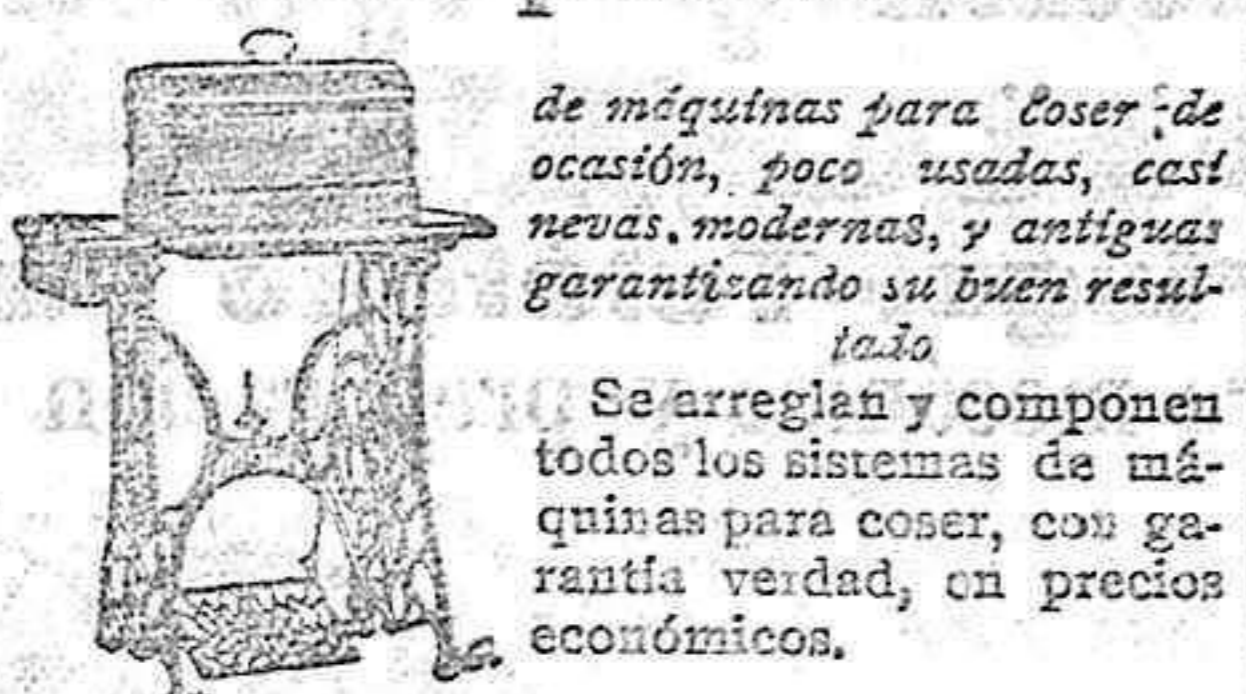 de máquinas para coser de
ocasión, poco usadas, casi
nevas, modernas, y antiguas
garantizando su buen resul-
tado
Se arreglan y componen
todos los sistemas de má-
quinas para coser, con ga-
rantía verdad, en precios
económicos.